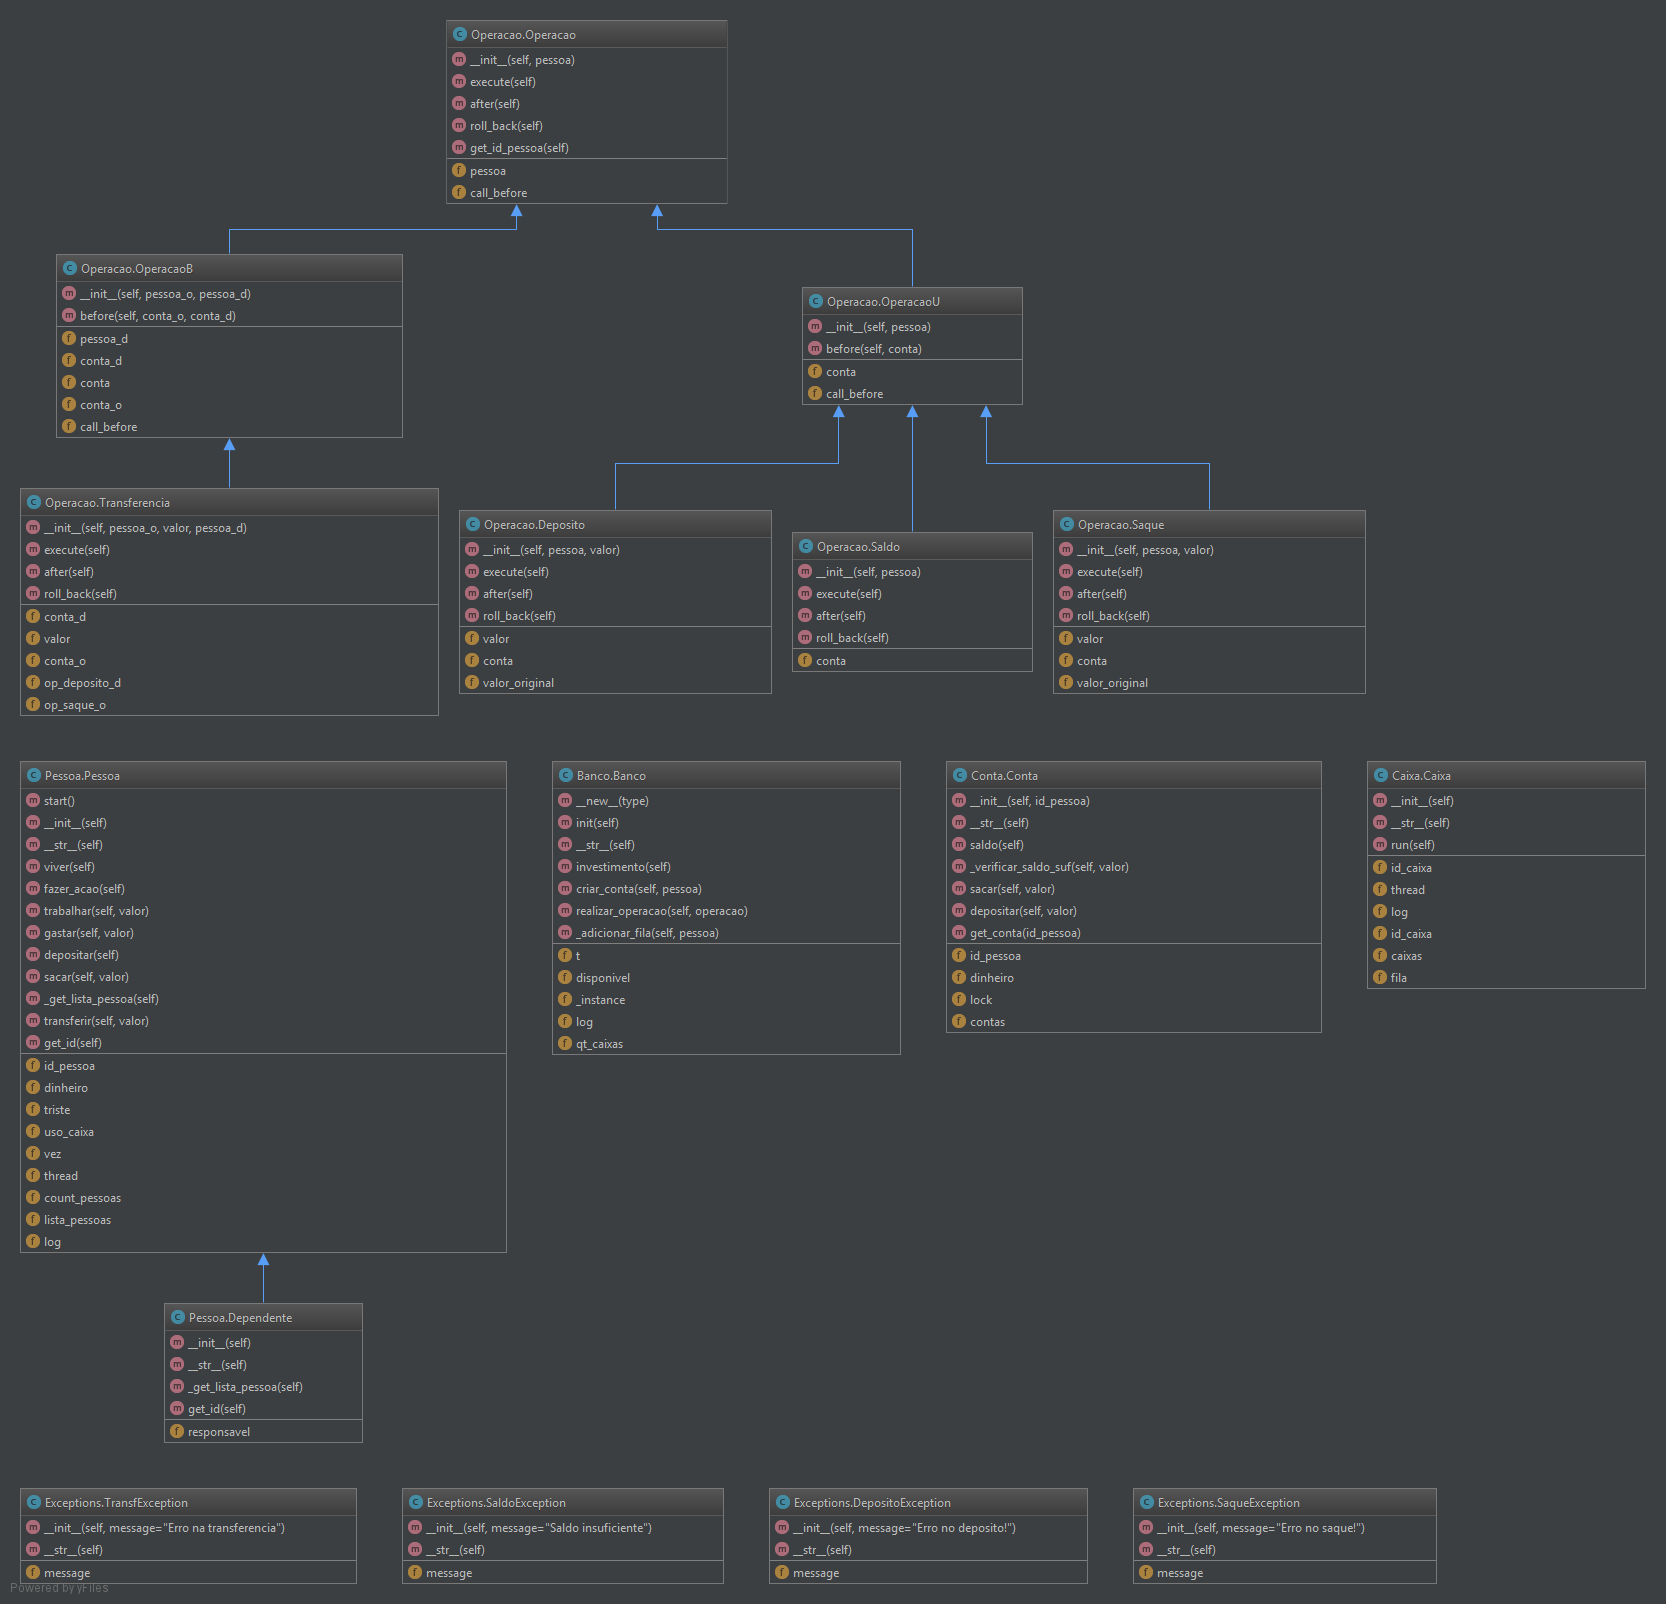 Operacao.Operacao
__init__(self, pessoa)
execute(self)
after(self)
roll_back(self)
get_id_pessoa(self)
pessoa
call_before
Operacao.OperacaoB
__init__(self, pessoa_o, pessoa_d)
before(self, conta_o, conta_d)
pessoa_d
conta_d
conta
conta_o
call_before
Operacao.OperacaoU
__init__(self, pessoa)
before(self, conta)
conta
call_before
Operacao.Transferencia
__init__(self, pessoa_o, valor, pessoa_d)
execute(self)
after(self)
roll_back(self)
conta_d
valor
conta_o
op_deposito_d
op_saque_o
Operacao.Deposito
__init__(self, pessoa, valor)
execute(self)
after(self)
roll_back(self)
valor
conta
valor_original
Operacao.Saldo
__init__(self, pessoa)
execute(self)
after(self)
roll_back(self)
conta
Operacao.Saque
__init__(self, pessoa, valor)
execute(self)
after(self)
roll_back(self)
valor
conta
valor_original
Pessoa.Pessoa
start()
__init__(self)
__str__(self)
viver(self)
fazer_acao(self)
trabalhar(self, valor)
gastar(self, valor)
depositar(self)
sacar(self, valor)
_get_lista_pessoa(self)
transferir(self, valor)
get_id(self)
id_pessoa
dinheiro
triste
uso_caixa
vez
thread
count_pessoas
lista_pessoas
log
Banco.Banco
__new__(type)
init(self)
__str__(self)
investimento(self)
criar_conta(self, pessoa)
realizar_operacao(self, operacao)
_adicionar_fila(self, pessoa)
t
disponivel
_instance
log
qt_caixas
Conta.Conta
__init__(self, id_pessoa)
__str__(self)
saldo(self)
_verificar_saldo_suf(self, valor)
sacar(self, valor)
depositar(self, valor)
get_conta(id_pessoa)
id_pessoa
dinheiro
lock
contas
Caixa.Caixa
__init__(self)
__str__(self)
run(self)
id_caixa
thread
log
id_caixa
caixas
fila
Pessoa.Dependente
__init__(self)
__str__(self)
_get_lista_pessoa(self)
get_id(self)
responsavel
Exceptions.TransfException
__init__(self, message="Erro na transferencia")
__str__(self)
message
Exceptions.SaldoException
__init__(self, message="Saldo insuficiente")
__str__(self)
message
Exceptions.DepositoException
__init__(self, message="Erro no deposito!")
__str__(self)
message
Exceptions.SaqueException
__init__(self, message="Erro no saque!")
__str__(self)
message
Powered by yFiles